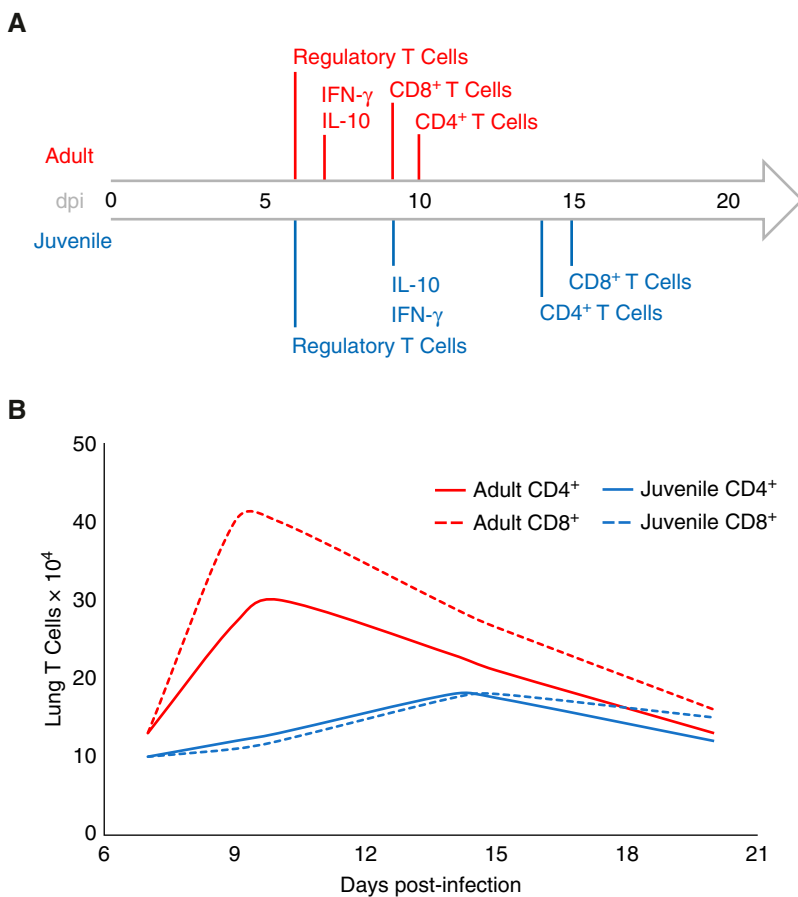 A
Regulatory T Cells
IFN-γ
IL-10
CD8+ T Cells
CD4+ T Cells
Adult
dpi 0 5 10 15 20
Juvenile
IL-10
IFN-γ
CD8+ T Cells
CD4+ T Cells
Regulatory T Cells
B
50
40
30
20
10
0
Lung T Cells × 10⁴
Adult CD4+ Juvenile CD4+
Adult CD8+ Juvenile CD8+
6 9 12 15 18 21
Days post-infection